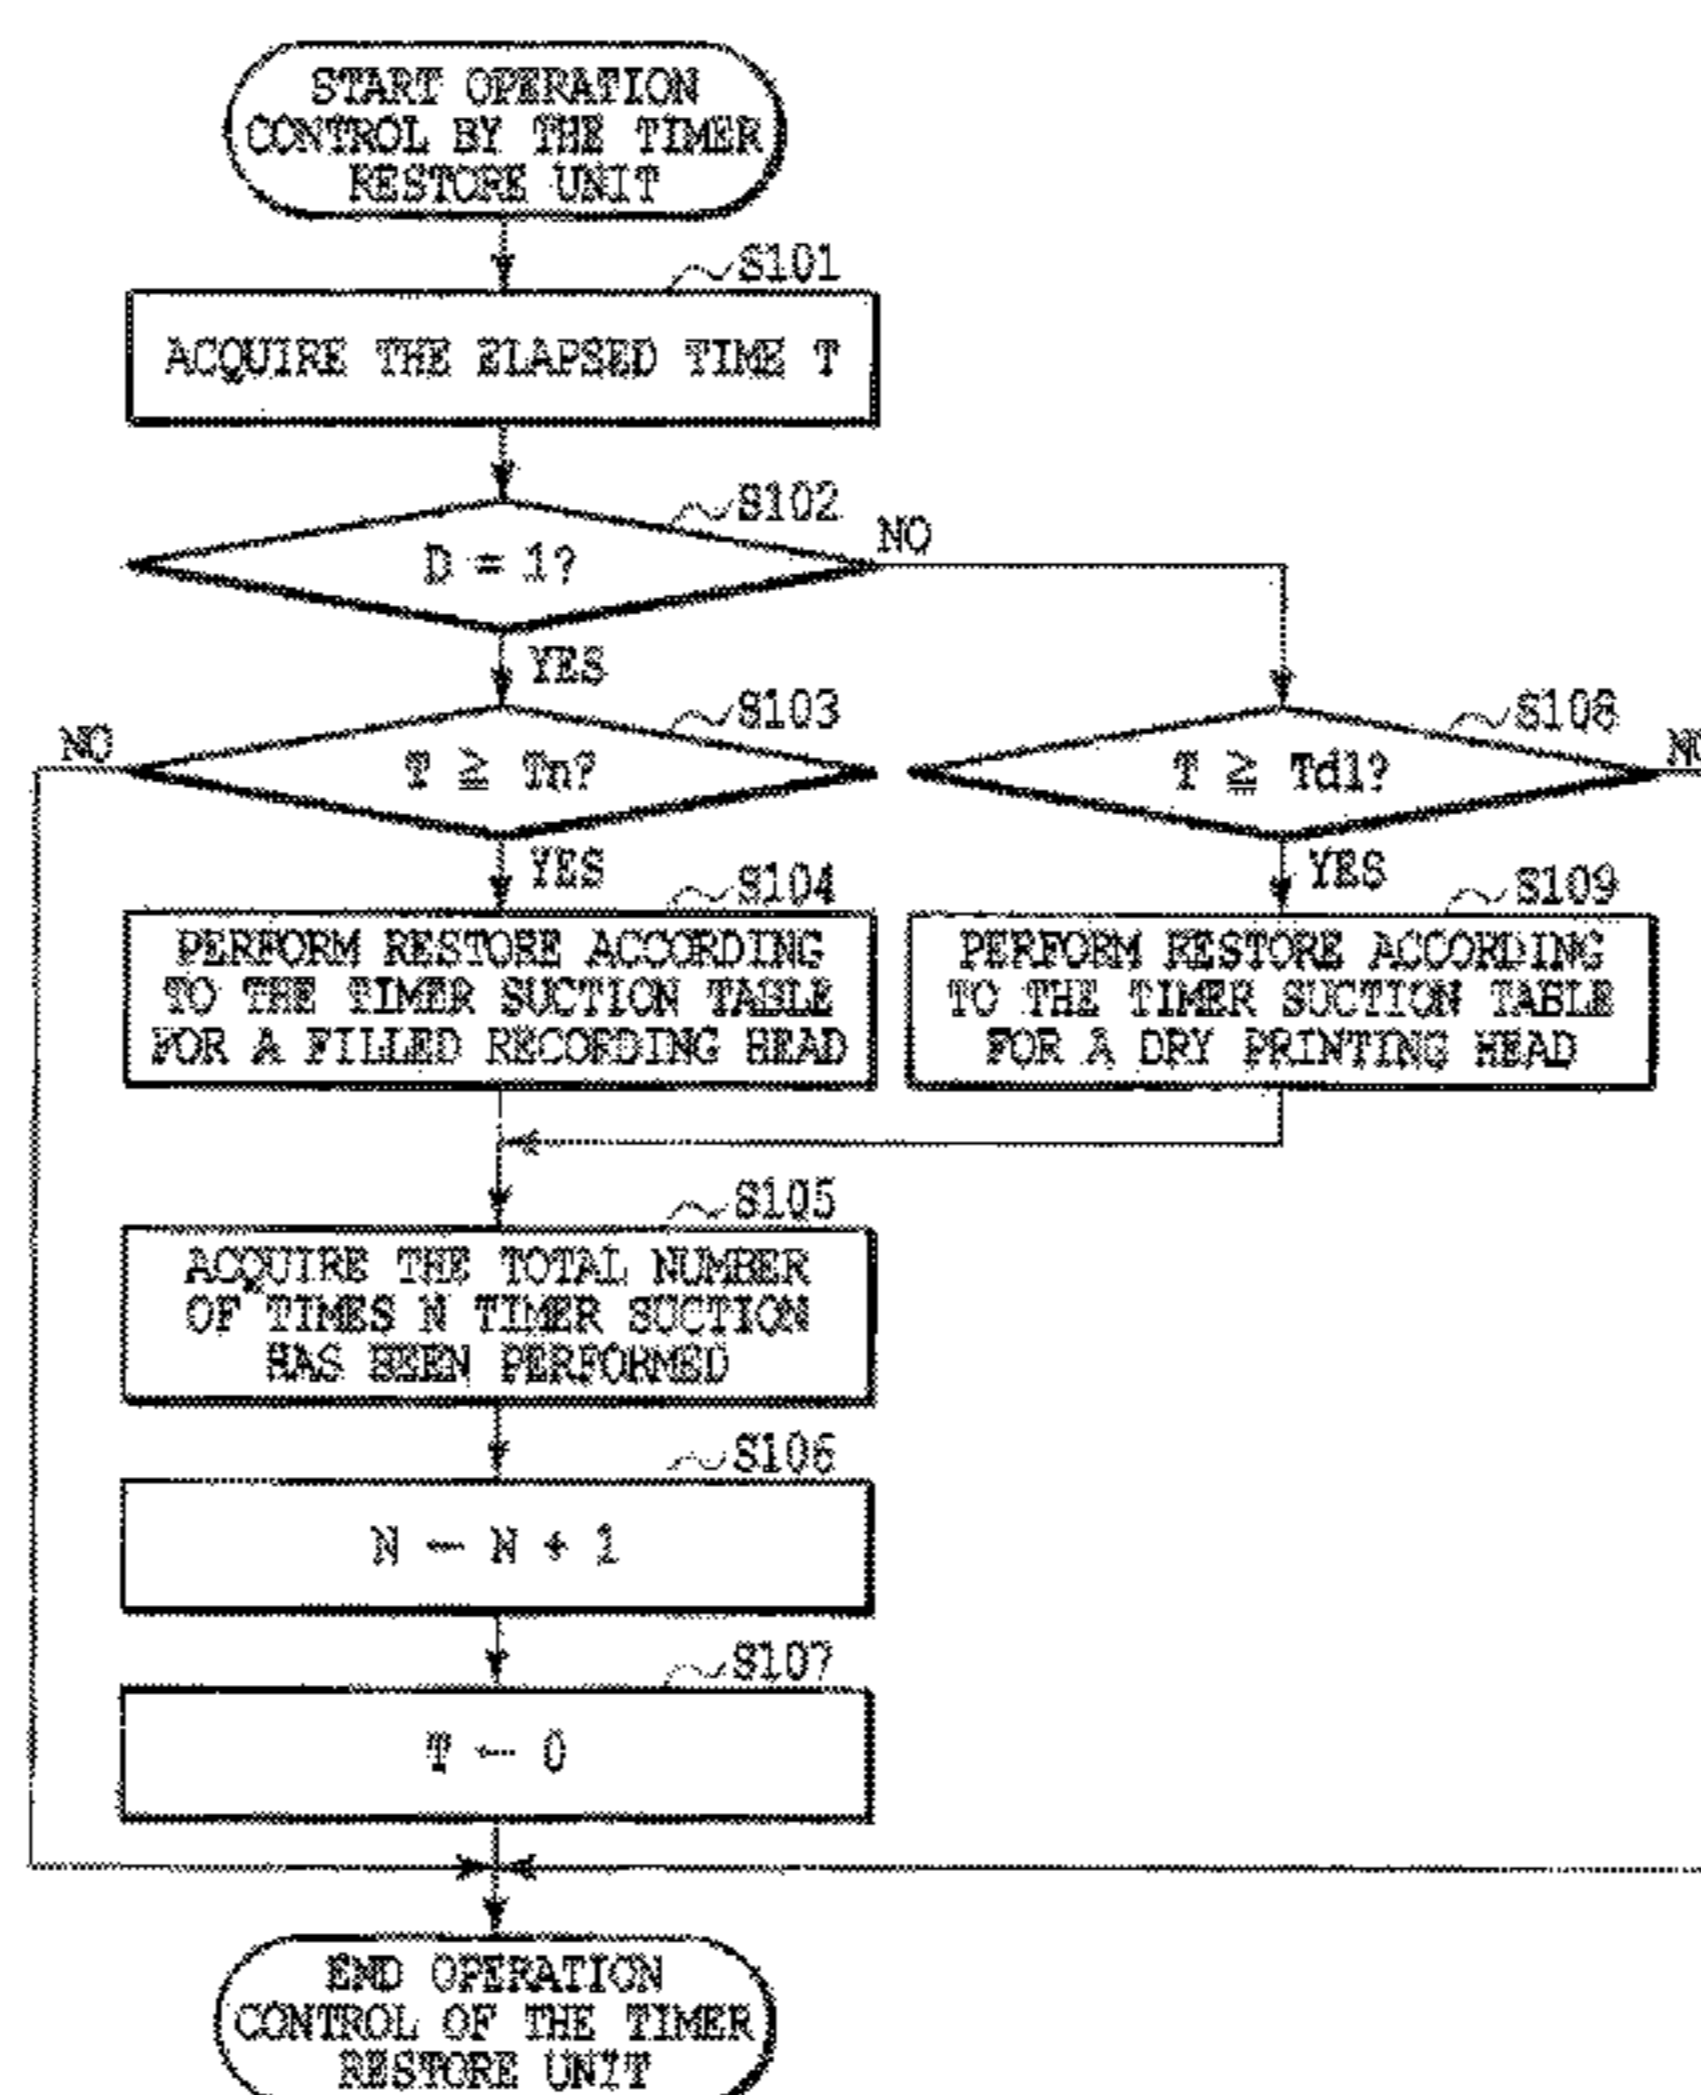 START OPERATION
CONTROL BY THE TIMER
RESTORE UNIT
S101
ACQUIRE THE ELAPSED TIME T
S102
D = 1?
NO
YES
S103
NO
T ≧ Tn?
YES
S108
T ≧ Td1?
NO
YES
S104
PERFORM RESTORE ACCORDING
TO THE TIMER SUCTION TABLE
FOR A FILLED RECORDING HEAD
S109
PERFORM RESTORE ACCORDING
TO THE TIMER SUCTION TABLE
FOR A DRY PRINTING HEAD
S105
ACQUIRE THE TOTAL NUMBER
OF TIMES N TIMER SUCTION
HAS BEEN PERFORMED
S106
N ← N + 1
S107
T ← 0
END OPERATION
CONTROL OF THE TIMER
RESTORE UNIT